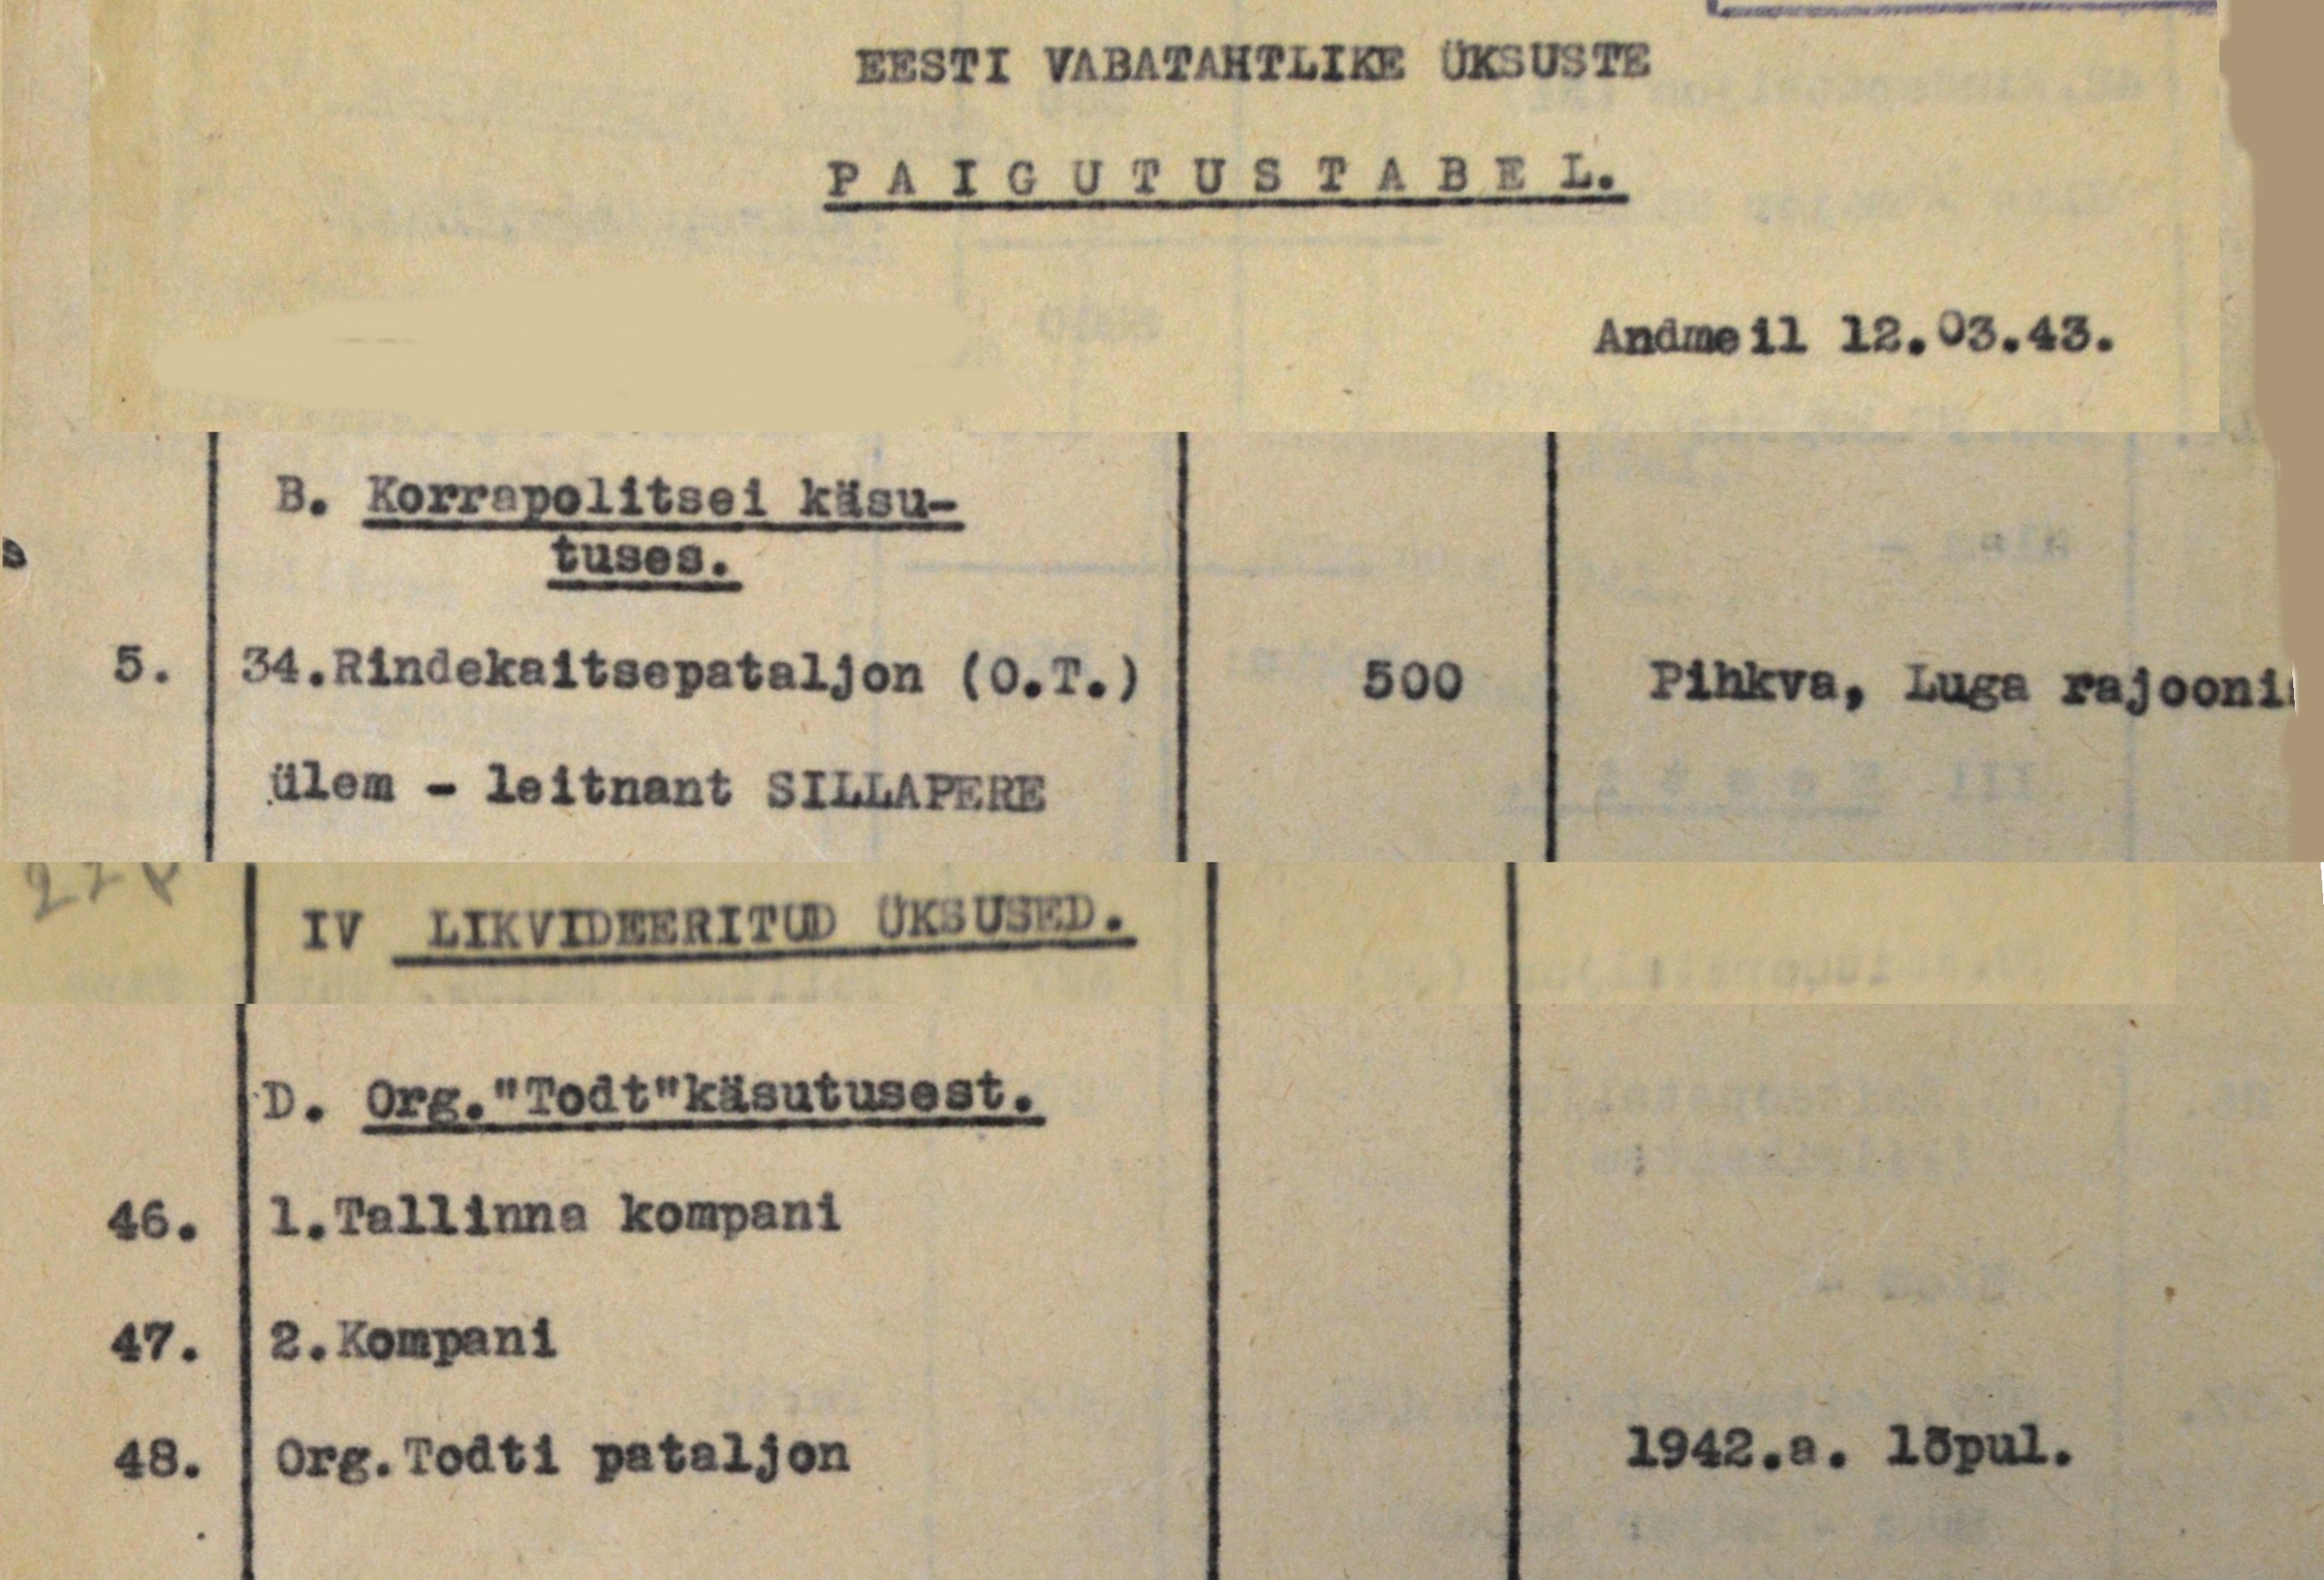 EESTI VABATAHTLIKE ÜKSUSTE
PAIGUTUSTABEL.
Andmeil 12.03.43.
B. Korrapolitsei käsu-
tuses.
5. 34.Rindekaitsepataljon (O.T.) 500 Pihkva, Luga
ülem - leitnant SILLAPERE
IV LIKVIDEERITUD ÜKSUSED.
D. Org."Todt"käsutusest.
46. 1.Tallinna kompani
47. 2.Kompani
48. Org.Todti pataljon 1942.a. lõpul.